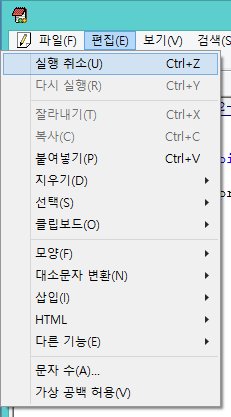 파일(F) 편집(E) 보기(V) 검색(S
실행 취소(U) Ctrl+Z
다시 실행(R) Ctrl+Y
잘라내기(T) Ctrl+X
복사(C) Ctrl+C
붙여넣기(P) Ctrl+V
지우기(D)
선택(S)
클립보드(O)
모양(F)
대소문자 변환(N)
삽입(I)
HTML
다른 기능(E)
문자 수(A)...
가상 공백 허용(V)